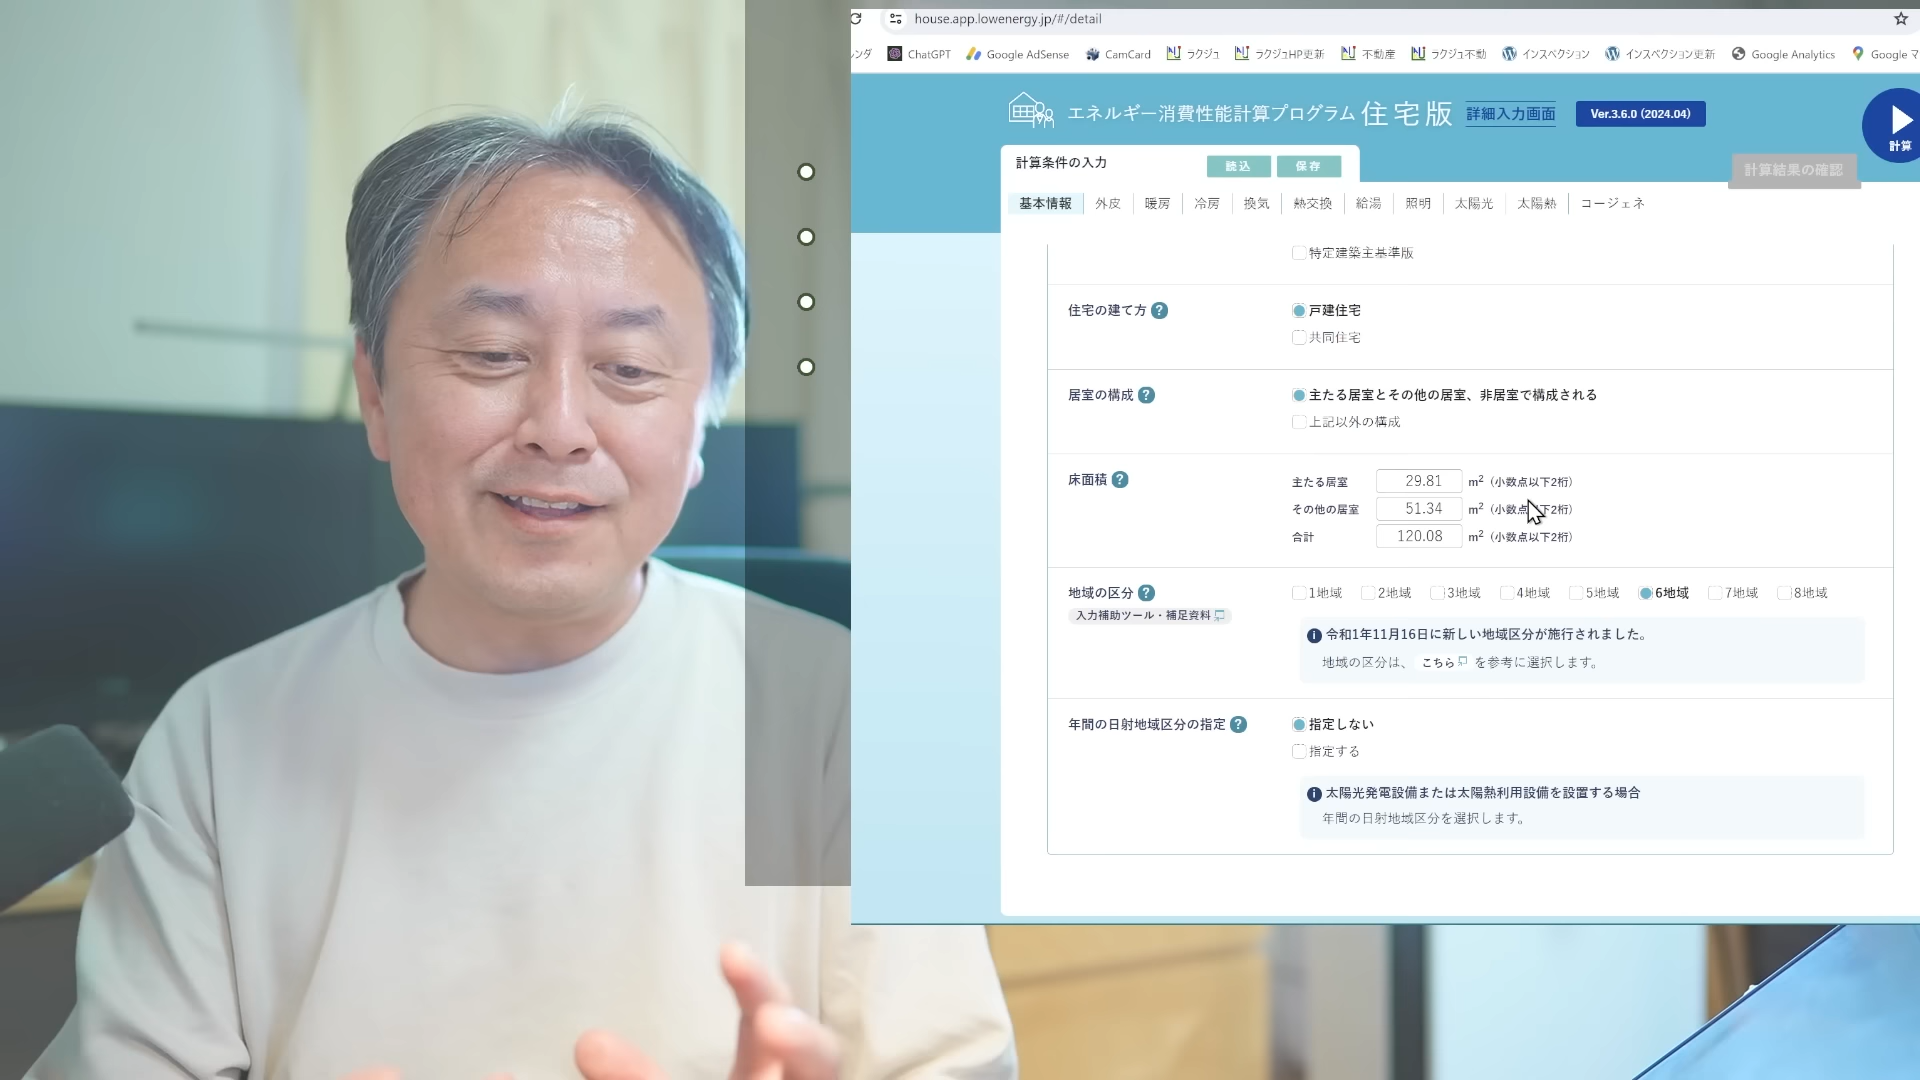 house.app.lowenergy.jp/#/detail
ンダ ChatGPT Google AdSense CamCard ラクジュ ラクジュHP更新 不動産 ラクジュ不動 インスペクション インスペクション更新 Google Analytics Google マ
エネルギー消費性能計算プログラム 住宅版 詳細入力画面 Ver.3.6.0 (2024.04)
計算
計算条件の入力 読込 保存
計算結果の確認
基本情報 外皮 暖房 冷房 換気 熱交換 給湯 照明 太陽光 太陽熱 コージェネ
特定建築主基準版
住宅の建て方 ? 戸建住宅
共同住宅
居室の構成 ? 主たる居室とその他の居室、非居室で構成される
上記以外の構成
床面積 ? 主たる居室 29.81 m2 (小数点以下2桁)
その他の居室 51.34 m2 (小数点以下2桁)
合計 120.08 m2 (小数点以下2桁)
地域の区分 ? 1地域 2地域 3地域 4地域 5地域 6地域 7地域 8地域
入力補助ツール・補足資料
i 令和1年11月16日に新しい地域区分が施行されました。
地域の区分は、 こちら を参考に選択します。
年間の日射地域区分の指定 ? 指定しない
指定する
i 太陽光発電設備または太陽熱利用設備を設置する場合
年間の日射地域区分を選択します。